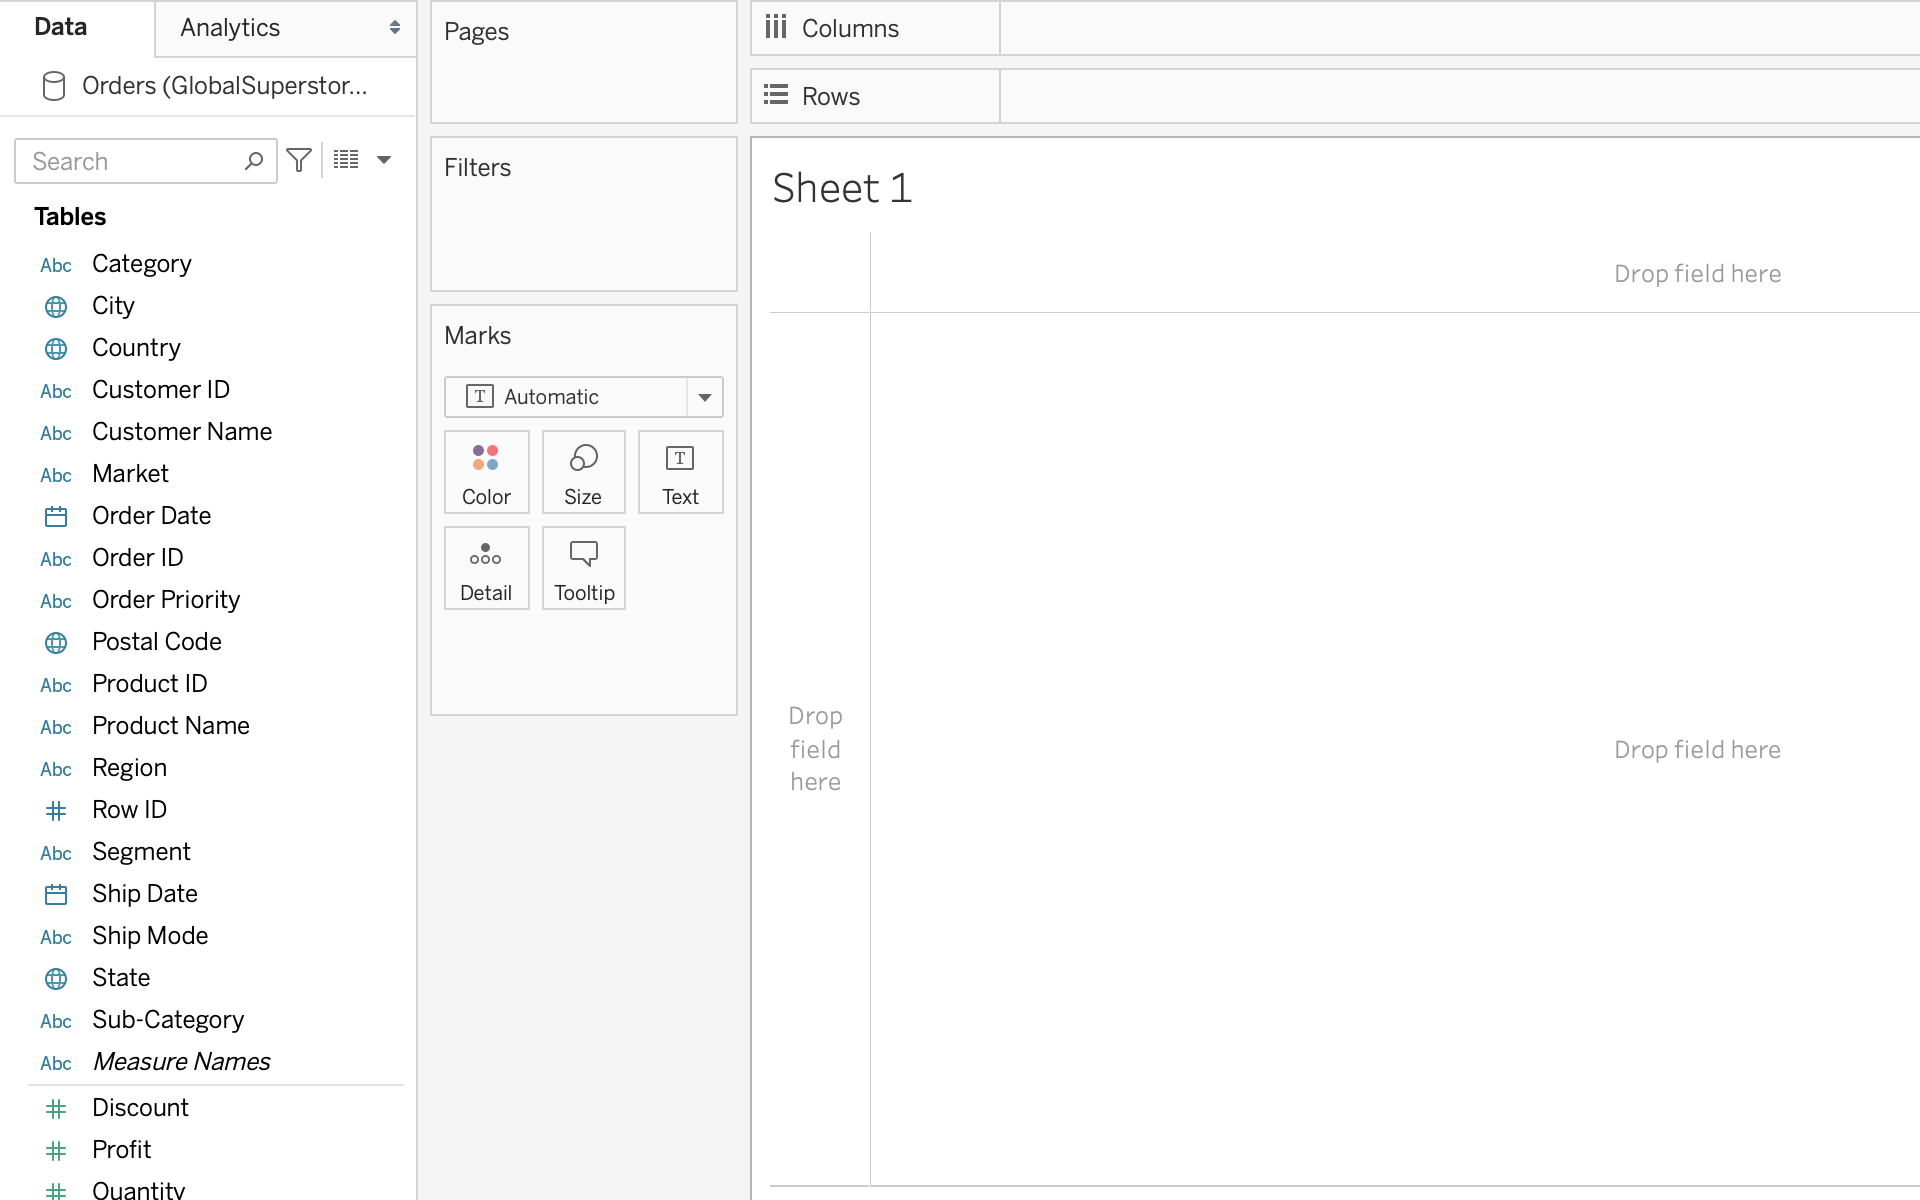 Data
Analytics
Orders (GlobalSuperstor...
Search
Tables
Abc Category
City
Country
Abc Customer ID
Abc Customer Name
Abc Market
Order Date
Abc Order ID
Abc Order Priority
Postal Code
Abc Product ID
Abc Product Name
Abc Region
Row ID
Abc Segment
Ship Date
Abc Ship Mode
State
Abc Sub-Category
Abc Measure Names
Discount
Profit
Quantity
Pages
Filters
Marks
T Automatic
Color
Size
T
Text
Detail
Tooltip
Columns
Rows
Sheet 1
Drop field here
Drop
field
here
Drop field here